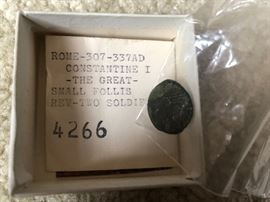 ROME-307-337AD
CONSTANTINE I
-THE GREAT-
SMALL FOLLIS
REV-TWO SOLDIE
4266